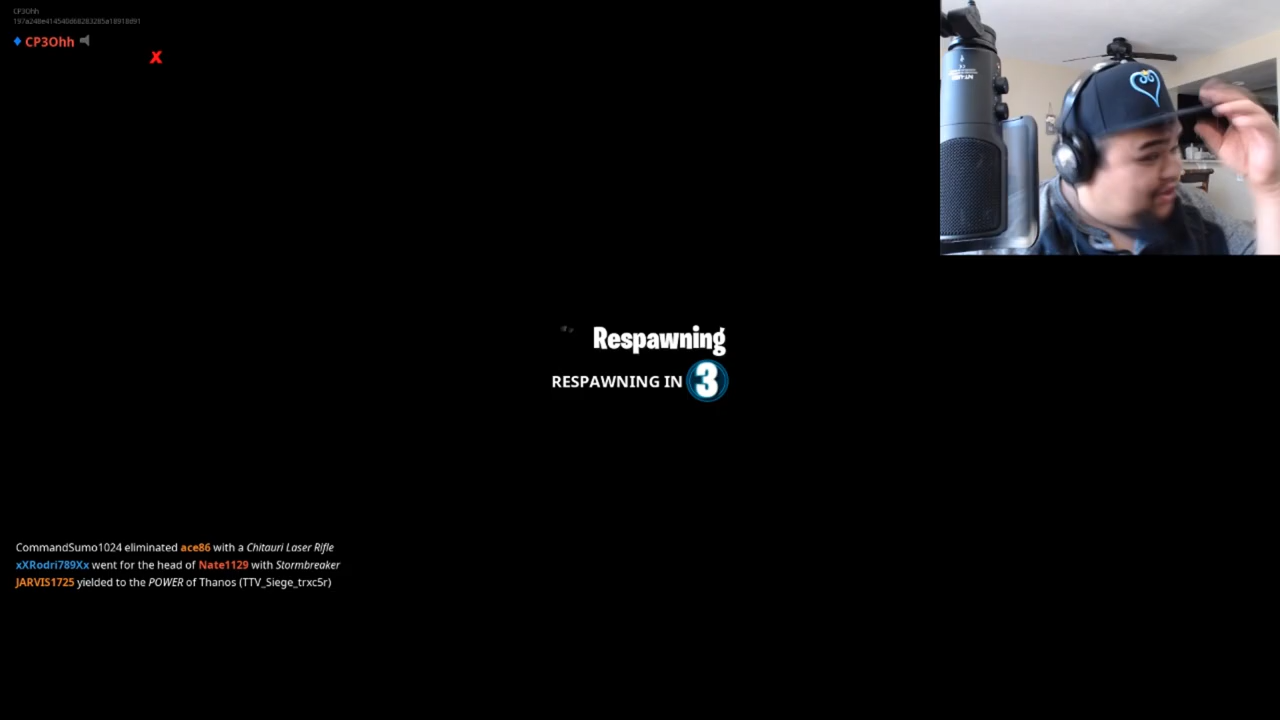 CP3Ohh
CP3Ohh
X
Respawning
RESPAWNING IN 3
CommandSumo1024 eliminated ace86 with a Chitauri Laser Rifle
xXRodri789Xx went for the head of Nate1129 with Stormbreaker
JARVIS1725 yielded to the POWER of Thanos (TTV_Siege_trxc5r)